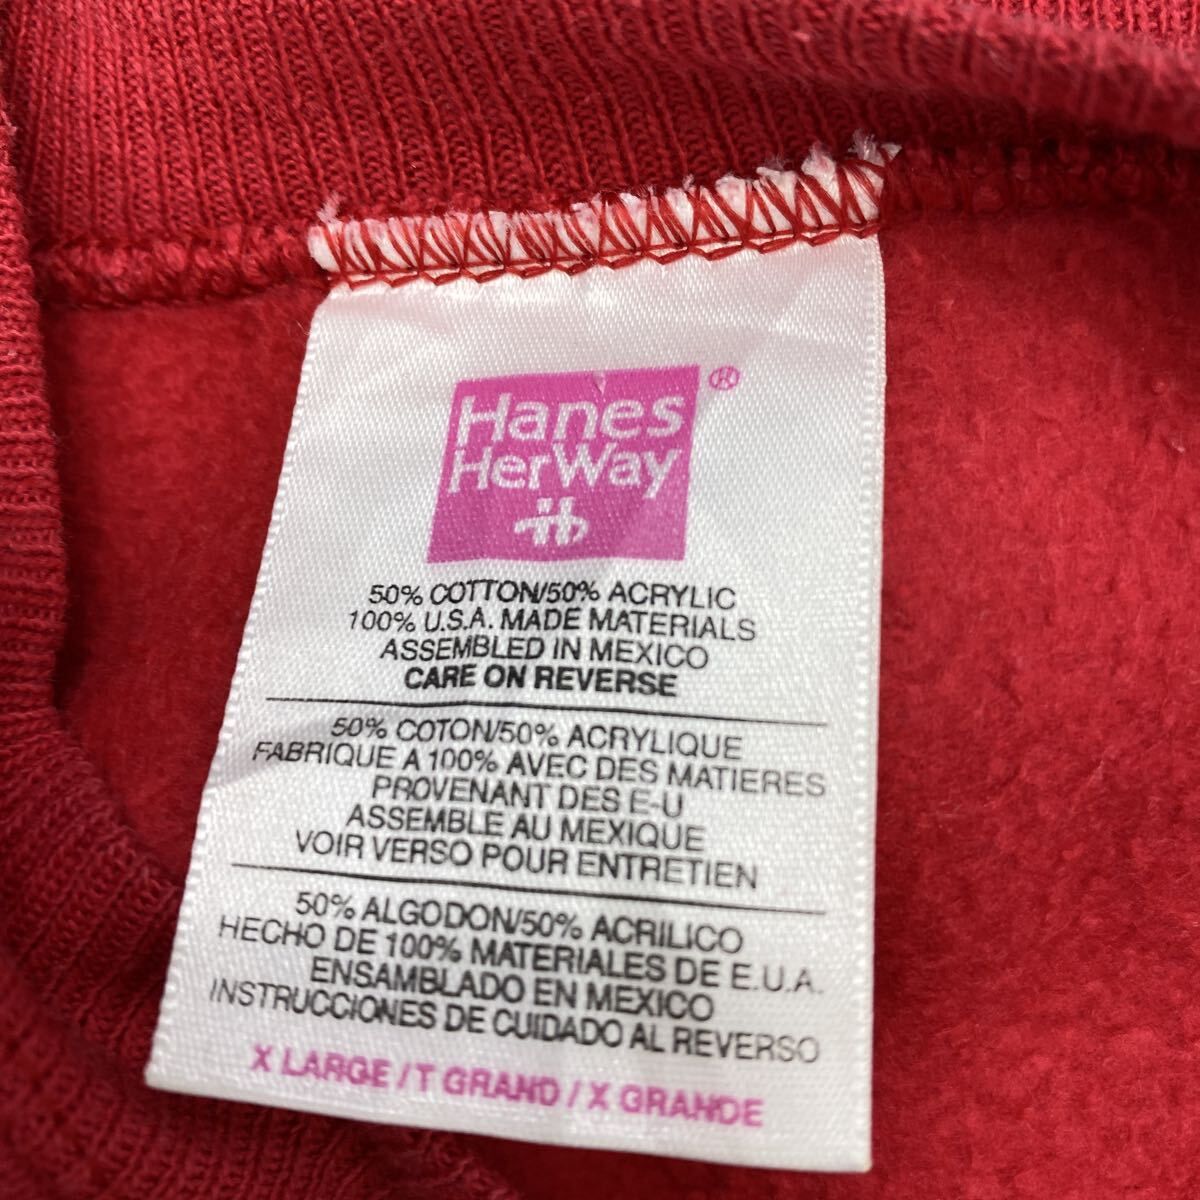 Hanes
HerWay
®
50% COTTON/50% ACRYLIC
100% U.S.A. MADE MATERIALS
ASSEMBLED IN MEXICO
CARE ON REVERSE
50% COTON/50% ACRYLIQUE
FABRIQUE A 100% AVEC DES MATIERES
PROVENANT DES E-U
ASSEMBLE AU MEXIQUE
VOIR VERSO POUR ENTRETIEN
50% ALGODON/50% ACRILICO
HECHO DE 100% MATERIALES DE E.U.A.
ENSAMBLADO EN MEXICO
INSTRUCCIONES DE CUIDADO AL REVERSO
X LARGE / T GRAND / X GRANDE